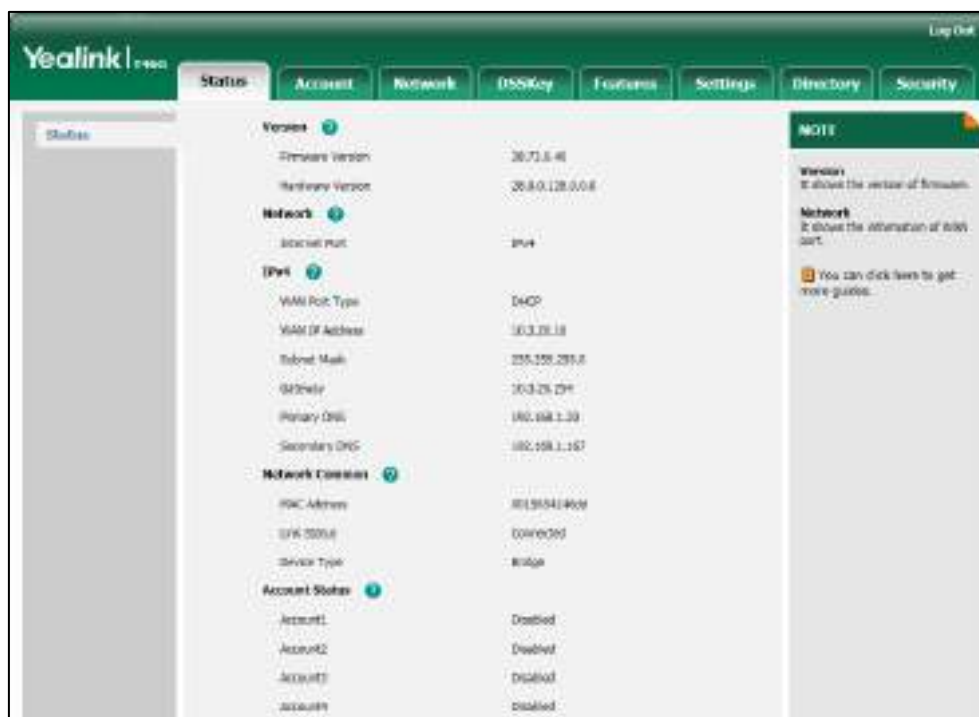 Log Out
Yealink
Status Account Network DSSKey Features Settings Directory Security
Status
Version
Firmware Version
Hardware Version
Network
Internet Port IPv4
IPv4
WAN Port Type DHCP
WAN IP Address
Subnet Mask 255.255.255.0
Gateway
Primary DNS
Secondary DNS
Network Common
MAC Address
Link Status Connected
Device Type Bridge
Account Status
Account1 Disabled
Account2 Disabled
Account3 Disabled
Account4 Disabled
NOTE
Version
It shows the version of firmware.
Network
It shows the information of WAN
port.
You can click here to get
more guides.